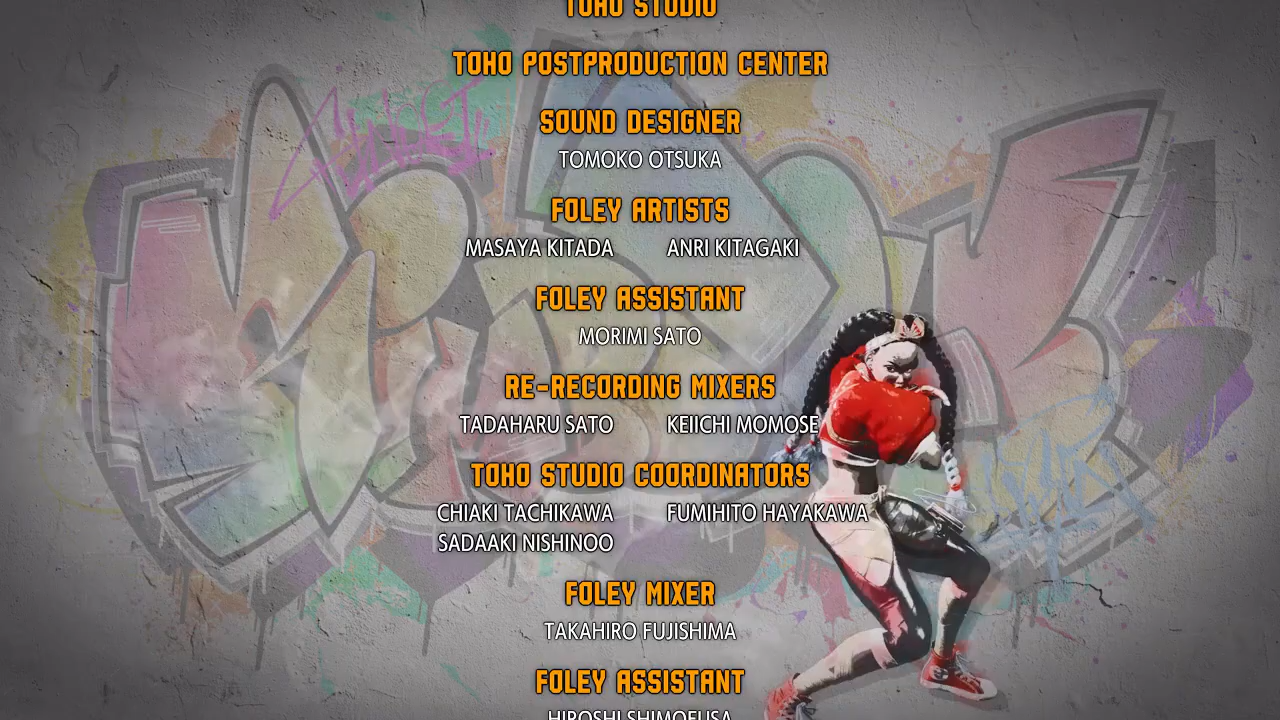 TOHO STUDIO
TOHO POSTPRODUCTION CENTER
SOUND DESIGNER
TOMOKO OTSUKA
FOLEY ARTISTS
MASAYA KITADA ANRI KITAGAKI
FOLEY ASSISTANT
MORIMI SATO
RE-RECORDING MIXERS
TADAHARU SATO KEIICHI MOMOSE
TOHO STUDIO COORDINATORS
CHIAKI TACHIKAWA FUMIHITO HAYAKAWA
SADAAKI NISHINOO
FOLEY MIXER
TAKAHIRO FUJISHIMA
FOLEY ASSISTANT
HIROSHI SHIMOFUSA